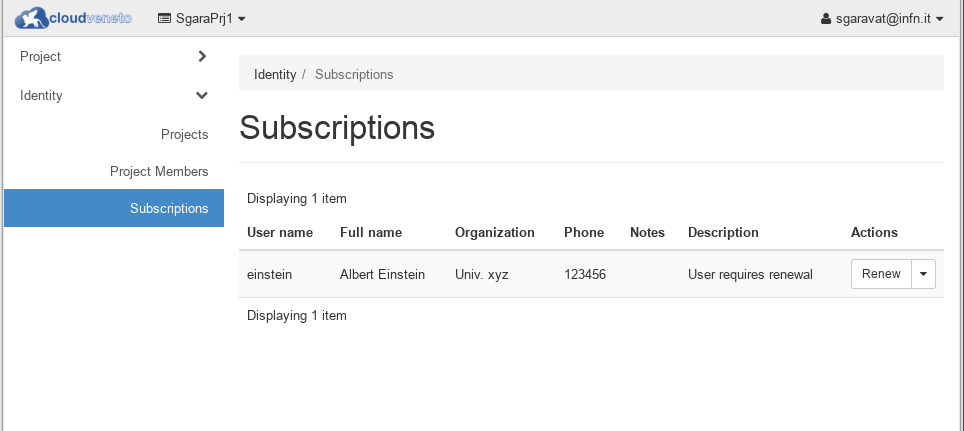 cloudveneto SgaraPrj1 sgaravat@infn.it
Project
Identity
Projects
Project Members
Subscriptions
Identity / Subscriptions
Subscriptions
Displaying 1 item
User name Full name Organization Phone Notes Description Actions
einstein Albert Einstein Univ. xyz 123456 User requires renewal Renew
Displaying 1 item